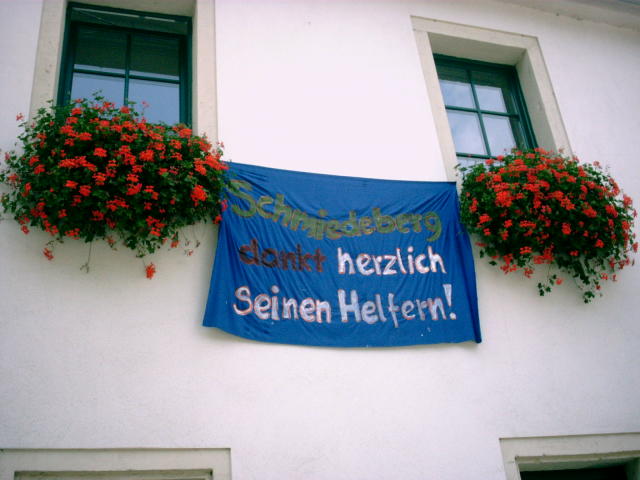 Schmiedeberg
dankt herzlich
Seinen Helfern!